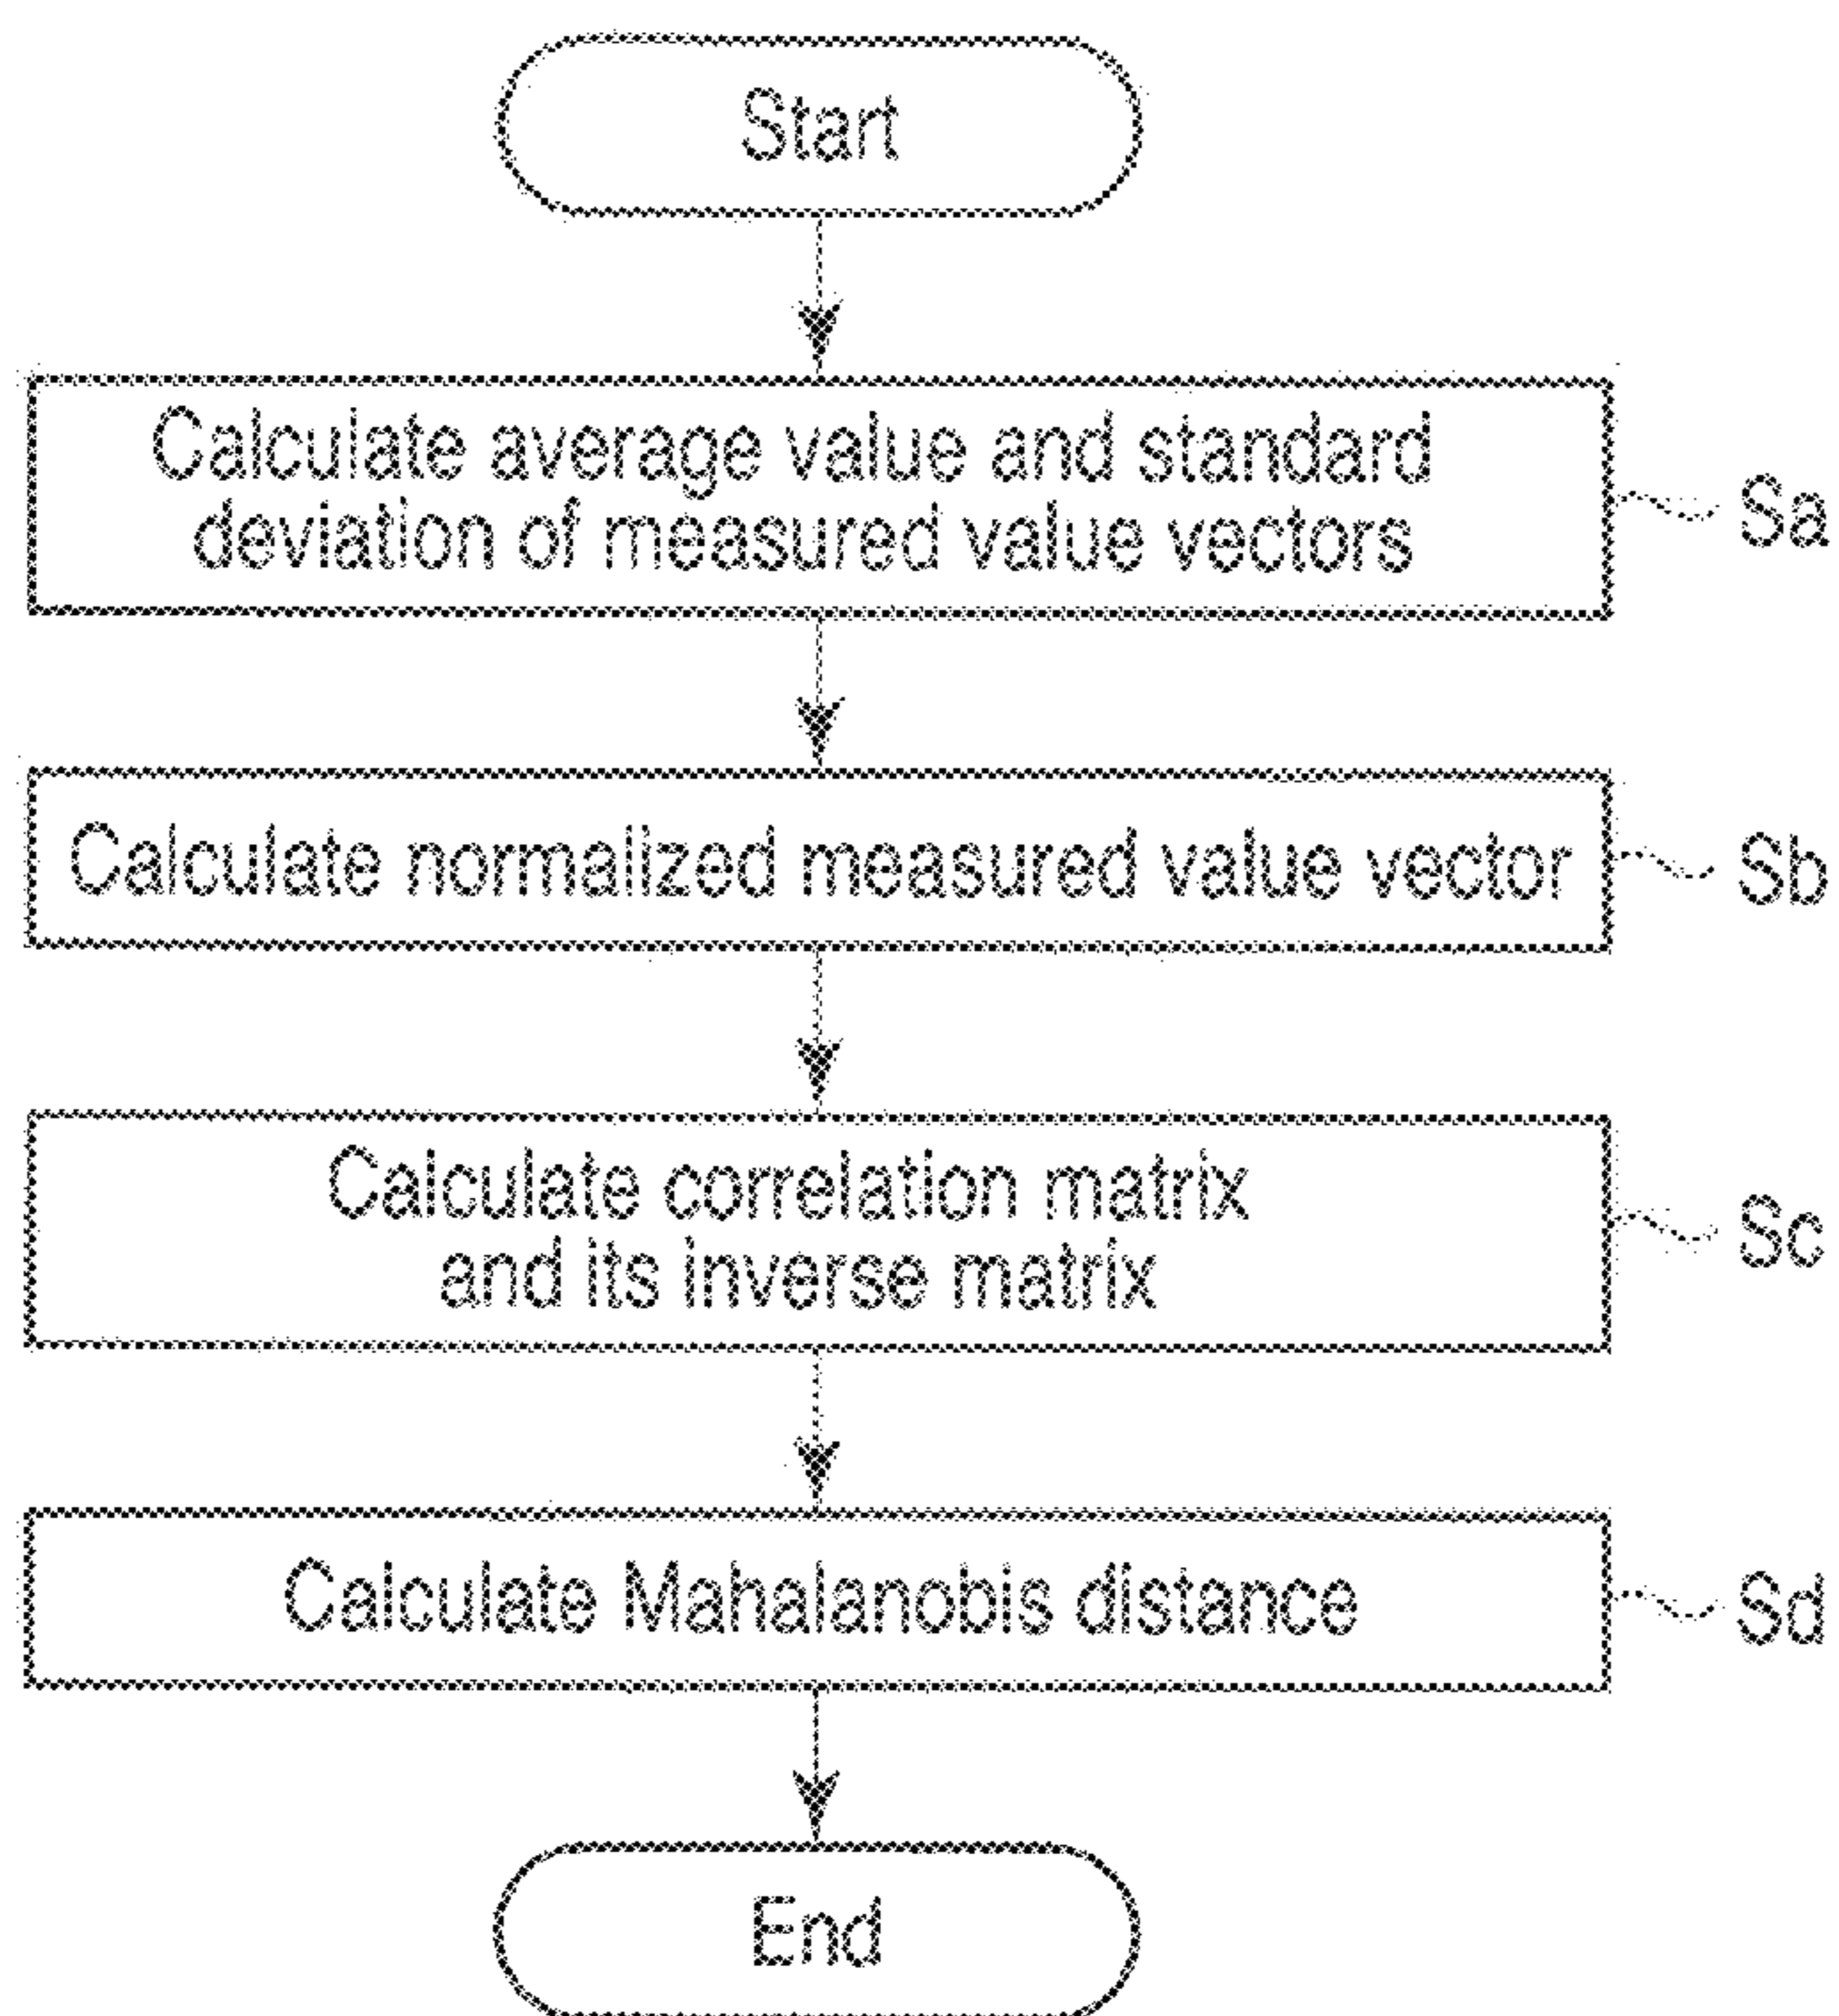 Start
Calculate average value and standard
deviation of measured value vectors
Sa
Calculate normalized measured value vector
Sb
Calculate correlation matrix
and its inverse matrix
Sc
Calculate Mahalanobis distance
Sd
End